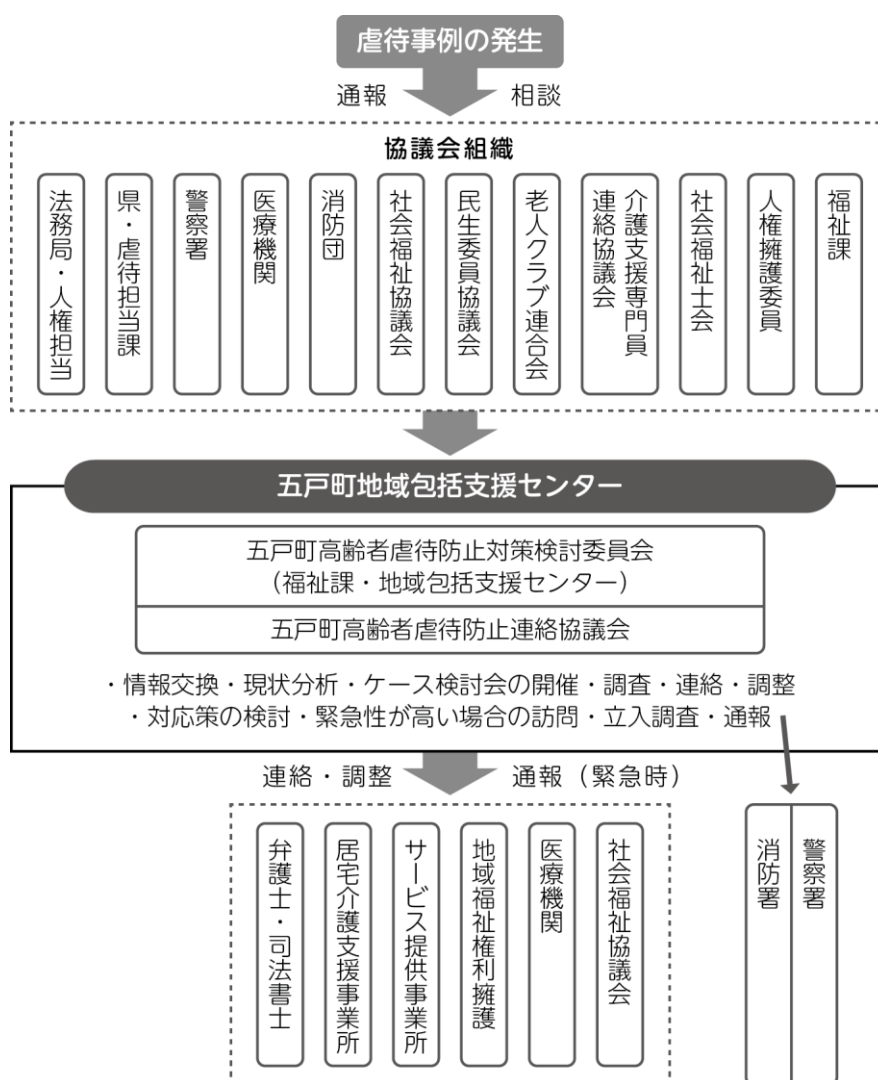 虐待事例の発生
通報
相談
協議会組織
法務局・人権担当
県・虐待担当課
警察署
医療機関
消防団
社会福祉協議会
民生委員協議会
老人クラブ連合会
介護支援専門員
連絡協議会
社会福祉士会
人権擁護委員
福祉課
五戸町地域包括支援センター
五戸町高齢者虐待防止対策検討委員会
（福祉課・地域包括支援センター）
五戸町高齢者虐待防止連絡協議会
・情報交換・現状分析・ケース検討会の開催・調査・連絡・調整
・対応策の検討・緊急性が高い場合の訪問・立入調査・通報
連絡・調整
通報（緊急時）
弁護士・司法書士
居宅介護支援事業所
サービス提供事業所
地域福祉権利擁護
医療機関
社会福祉協議会
消防署
警察署